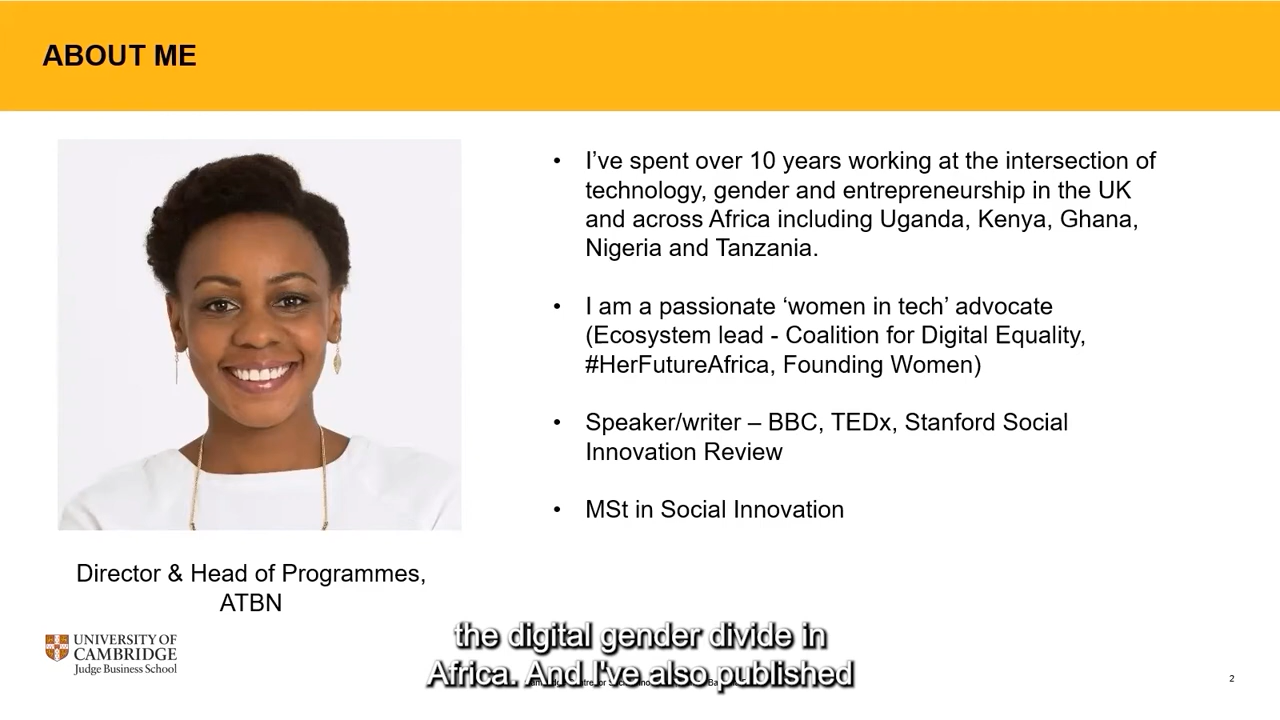 ABOUT ME
• I’ve spent over 10 years working at the intersection of
technology, gender and entrepreneurship in the UK
and across Africa including Uganda, Kenya, Ghana,
Nigeria and Tanzania.
• I am a passionate ‘women in tech’ advocate
(Ecosystem lead - Coalition for Digital Equality,
#HerFutureAfrica, Founding Women)
• Speaker/writer – BBC, TEDx, Stanford Social
Innovation Review
• MSt in Social Innovation
Director & Head of Programmes,
ATBN
UNIVERSITY OF
CAMBRIDGE
Judge Business School
the digital gender divide in
Africa. And I've also published
2